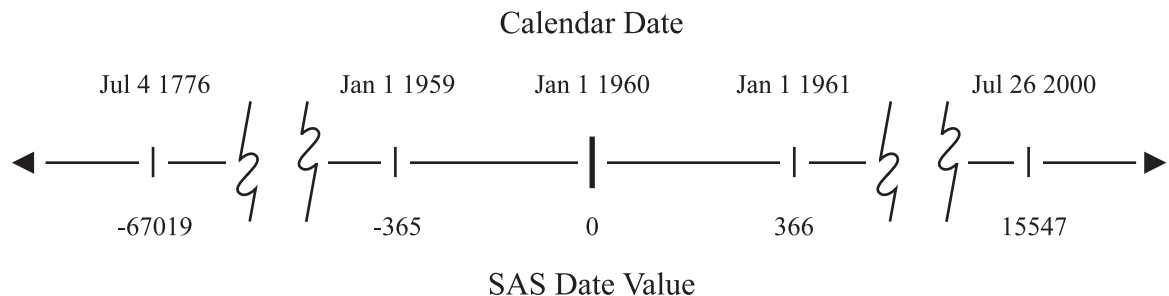 Calendar Date
Jul 4 1776 Jan 1 1959 Jan 1 1960 Jan 1 1961 Jul 26 2000
-67019 -365 0 366 15547
SAS Date Value